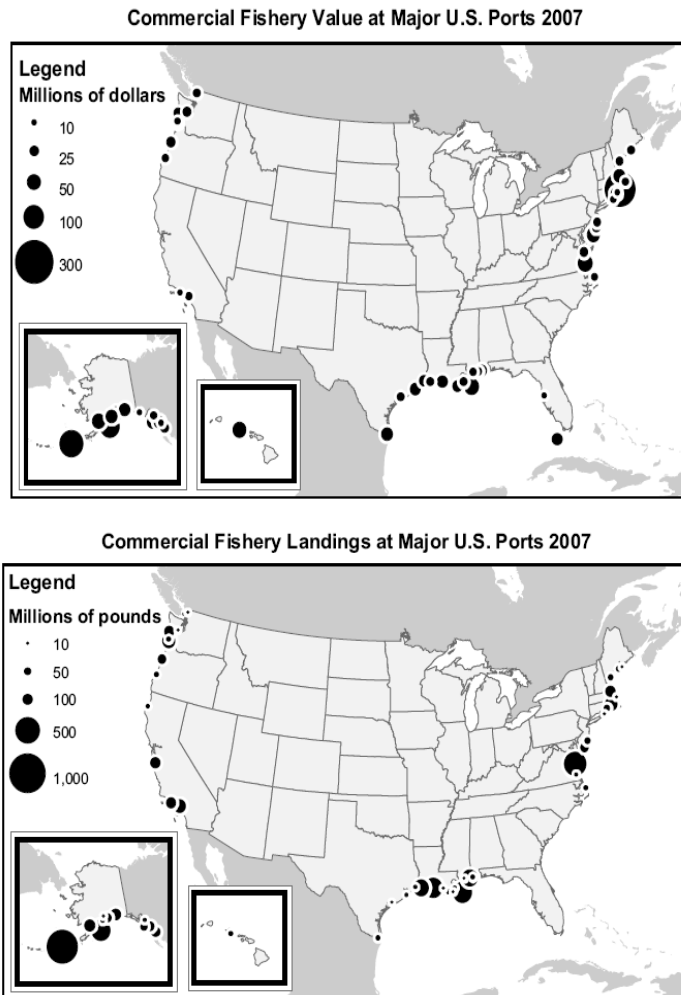 Commercial Fishery Value at Major U.S. Ports 2007
Legend
Millions of dollars
10
25
50
100
300
Commercial Fishery Landings at Major U.S. Ports 2007
Legend
Millions of pounds
10
50
100
500
1,000